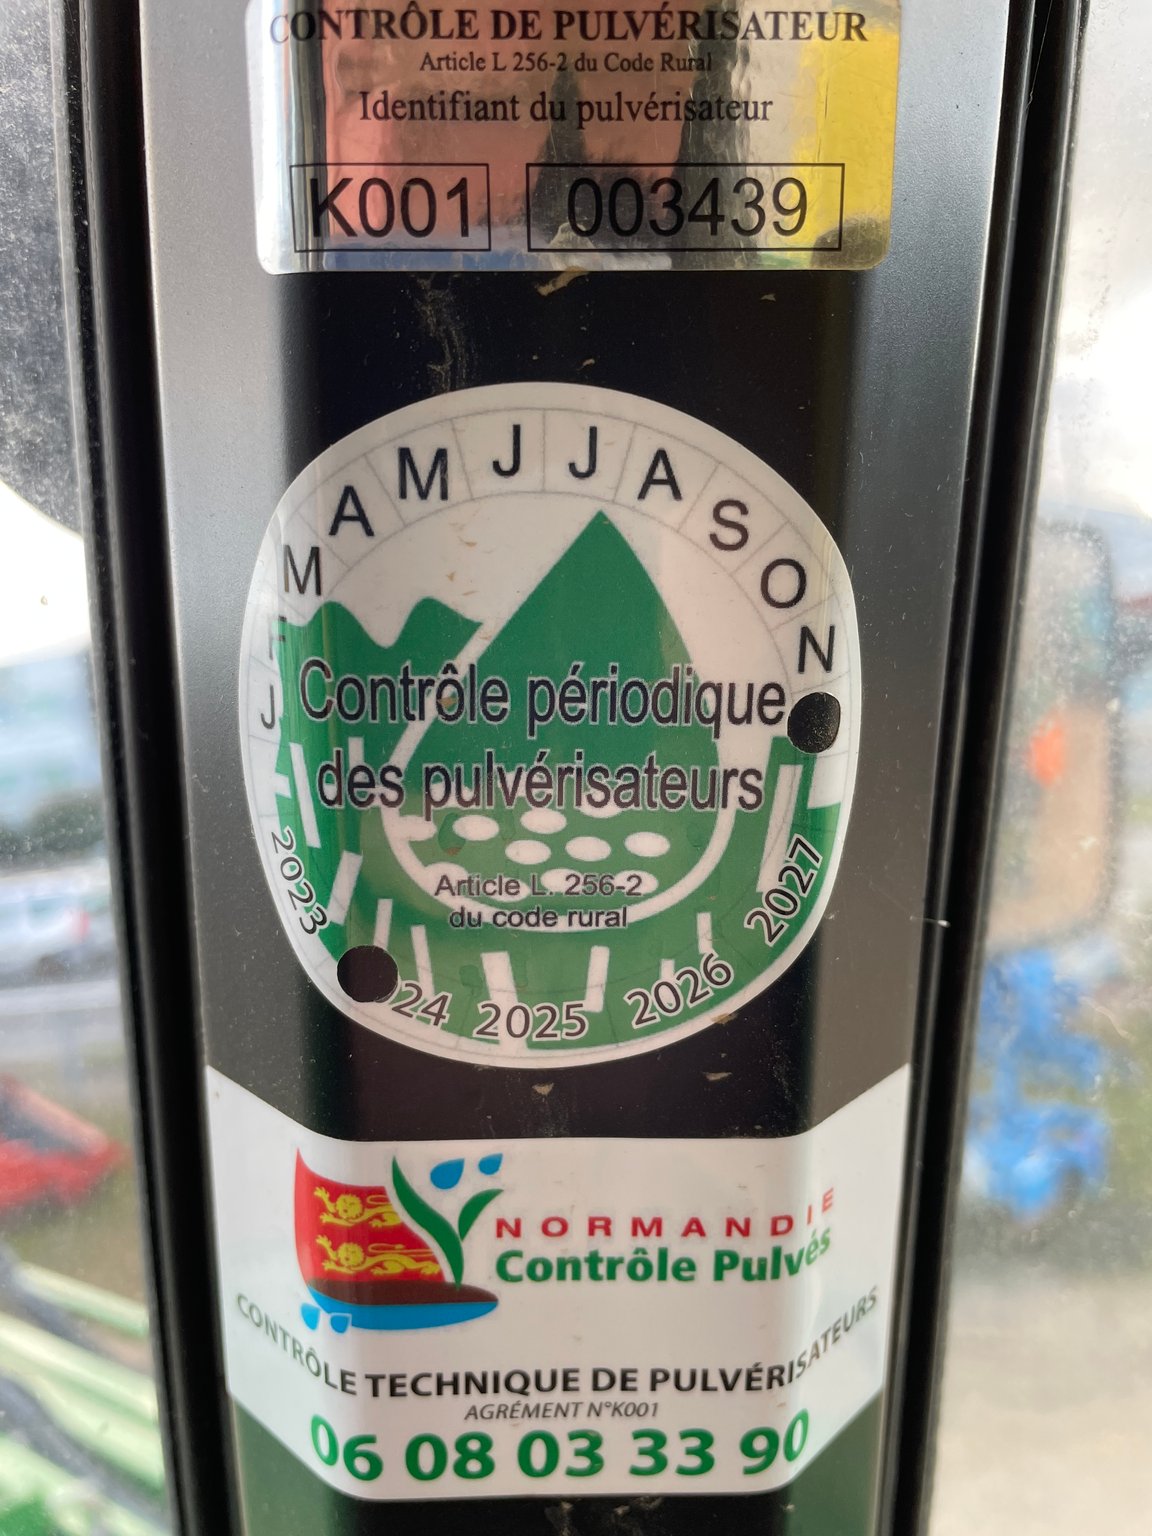 CONTRÔLE DE PULVÉRISATEUR
Article L 256-2 du Code Rural
Identifiant du pulvérisateur
K001 003439
J F M A M J J A S O N
Contrôle périodique
des pulvérisateurs
Article L. 256-2
du code rural
2023 24 2025 2026 2027
NORMANDIE
Contrôle Pulvés
CONTRÔLE TECHNIQUE DE PULVÉRISATEURS
AGRÉMENT N°K001
06 08 03 33 90